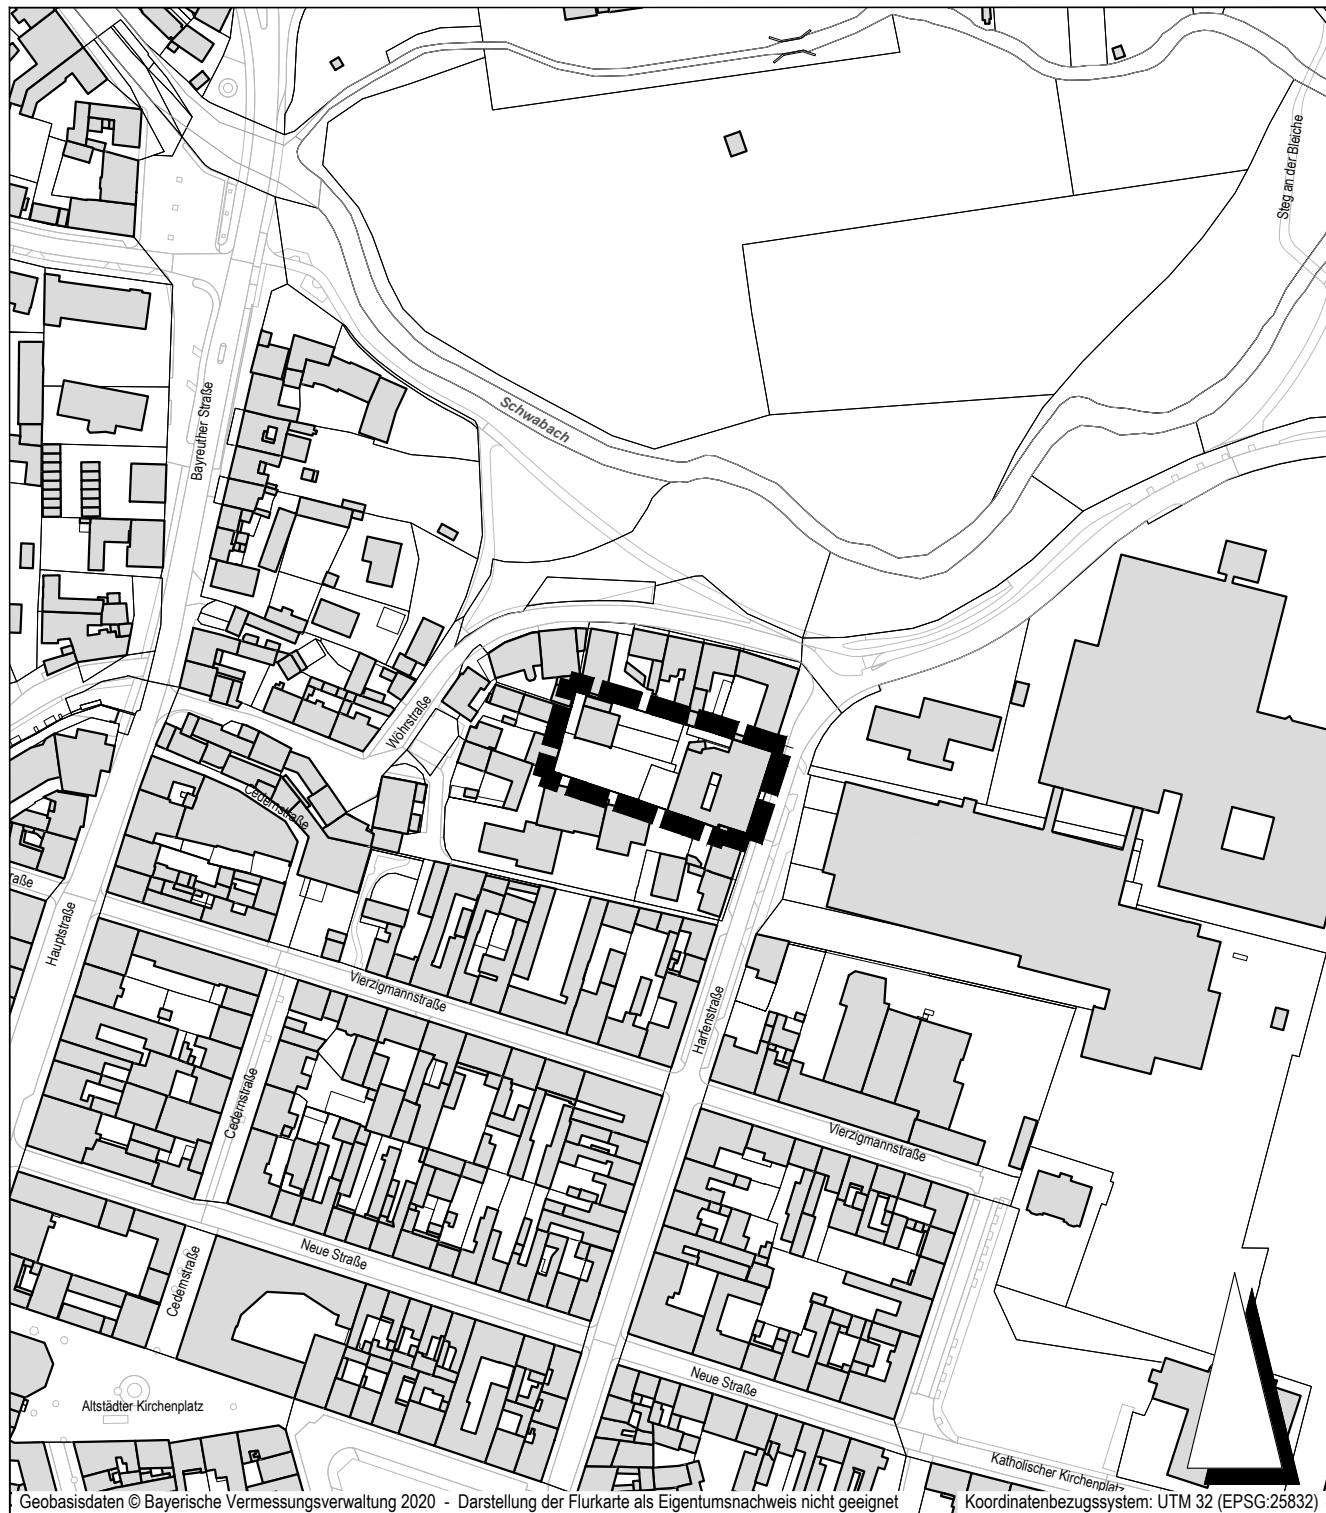 Steg an der Bleiche
Schwabach
Bayreuther Straße
Wöhrstraße
Cedernstraße
raße
Hauptstraße
Vierzigmannstraße
Harfenstraße
Cedernstraße
Vierzigmannstraße
Neue Straße
Cedernstraße
Neue Straße
Altstädter Kirchenplatz
Katholischer Kirchenplatz
Geobasisdaten © Bayerische Vermessungsverwaltung 2020 - Darstellung der Flurkarte als Eigentumsnachweis nicht geeignet
Koordinatenbezugssystem: UTM 32 (EPSG:25832)